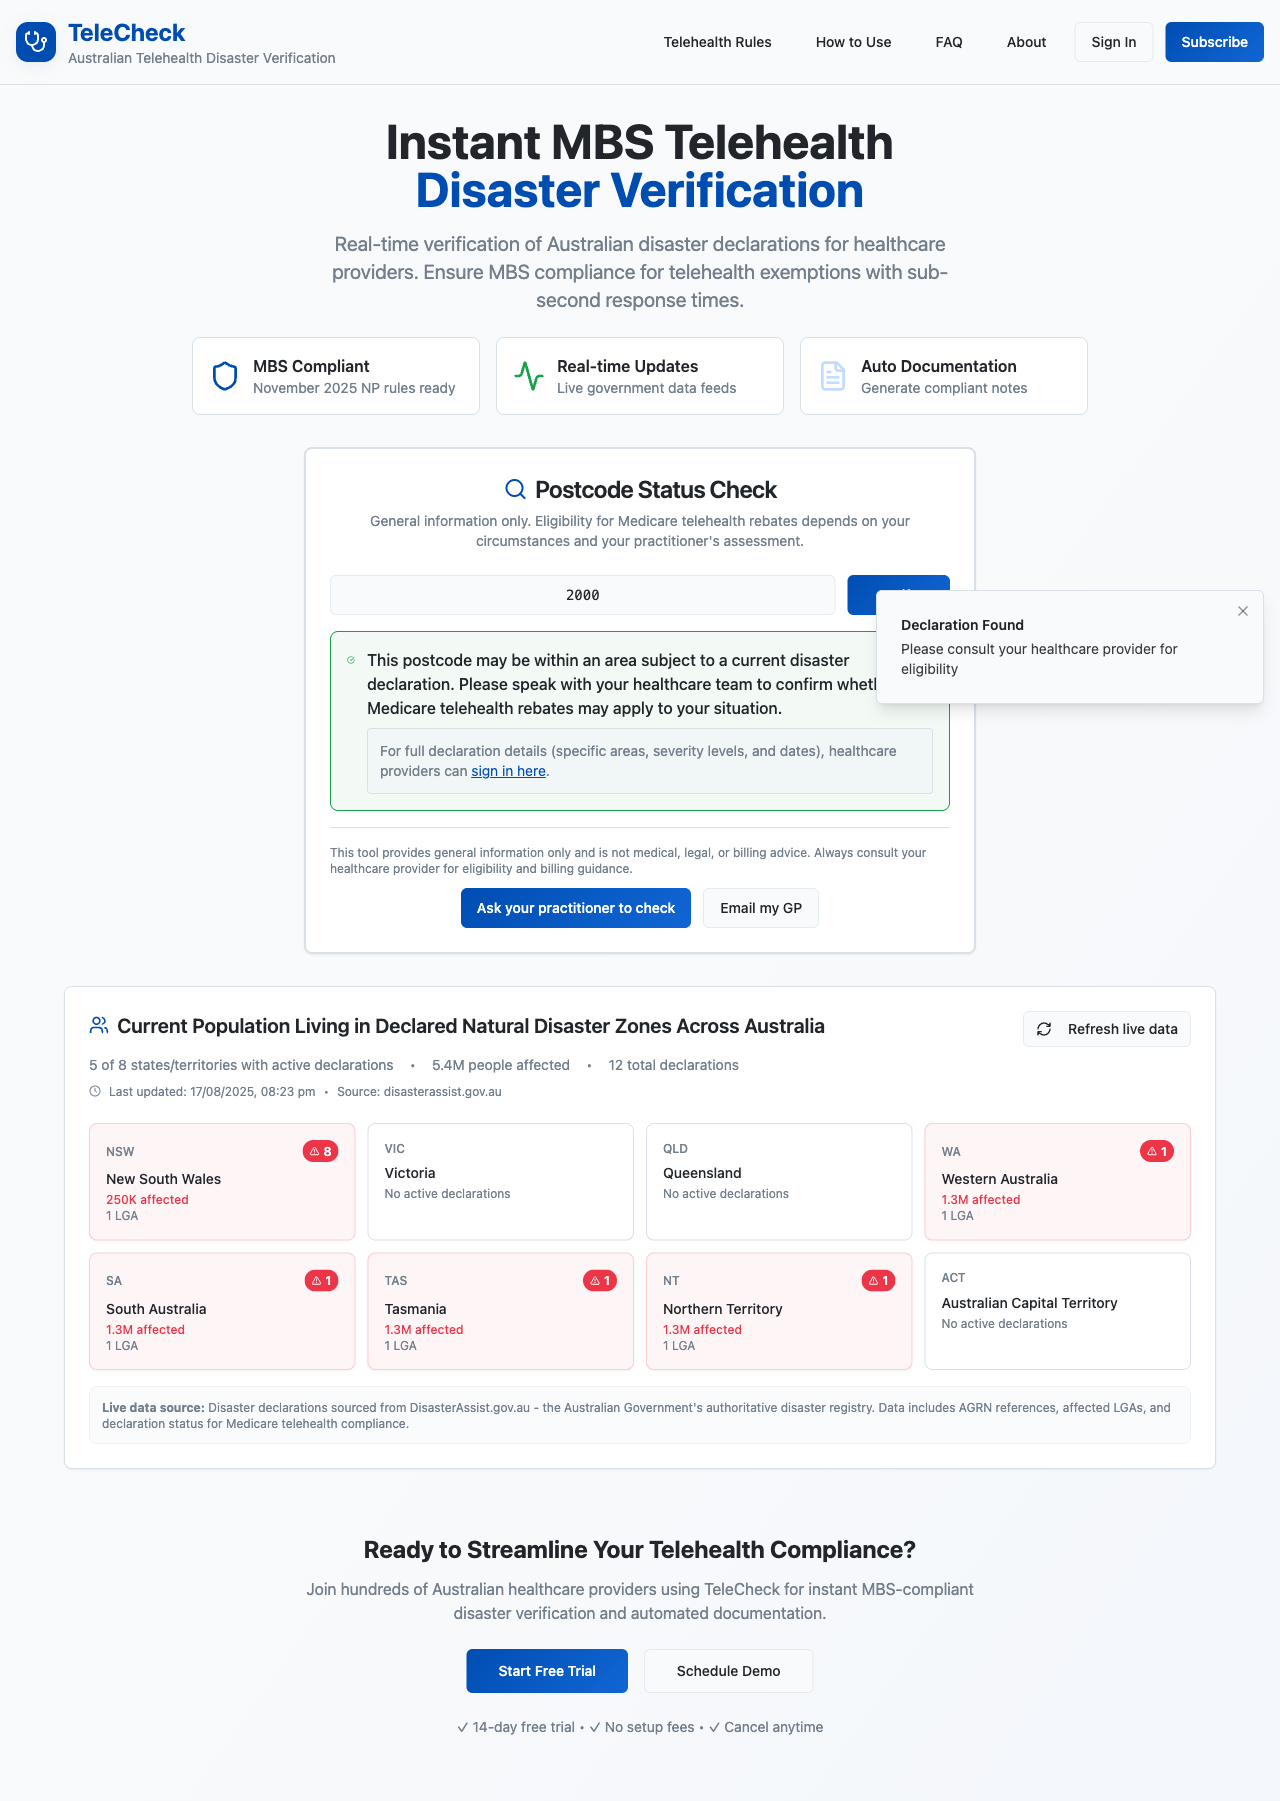 TeleCheck
Australian Telehealth Disaster Verification
Telehealth Rules
How to Use
FAQ
About
Sign In
Subscribe
Instant MBS Telehealth
Disaster Verification
Real-time verification of Australian disaster declarations for healthcare
providers. Ensure MBS compliance for telehealth exemptions with sub-
second response times.
MBS Compliant
November 2025 NP rules ready
Real-time Updates
Live government data feeds
Auto Documentation
Generate compliant notes
Postcode Status Check
General information only. Eligibility for Medicare telehealth rebates depends on your
circumstances and your practitioner's assessment.
2000
Declaration Found
Please consult your healthcare provider for
eligibility
This postcode may be within an area subject to a current disaster
declaration. Please speak with your healthcare team to confirm
Medicare telehealth rebates may apply to your situation.
For full declaration details (specific areas, severity levels, and dates), healthcare
providers can sign in here.
This tool provides general information only and is not medical, legal, or billing advice. Always consult your
healthcare provider for eligibility and billing guidance.
Ask your practitioner to check
Email my GP
Current Population Living in Declared Natural Disaster Zones Across Australia
Refresh live data
5 of 8 states/territories with active declarations • 5.4M people affected • 12 total declarations
Last updated: 17/08/2025, 08:23 pm • Source: disasterassist.gov.au
NSW
8
New South Wales
250K affected
1 LGA
VIC
Victoria
No active declarations
QLD
Queensland
No active declarations
WA
1
Western Australia
1.3M affected
1 LGA
SA
1
South Australia
1.3M affected
1 LGA
TAS
1
Tasmania
1.3M affected
1 LGA
NT
1
Northern Territory
1.3M affected
1 LGA
ACT
Australian Capital Territory
No active declarations
Live data source: Disaster declarations sourced from DisasterAssist.gov.au - the Australian Government's authoritative disaster registry. Data includes AGRN references, affected LGAs, and
declaration status for Medicare telehealth compliance.
Ready to Streamline Your Telehealth Compliance?
Join hundreds of Australian healthcare providers using TeleCheck for instant MBS-compliant
disaster verification and automated documentation.
Start Free Trial
Schedule Demo
✓ 14-day free trial • ✓ No setup fees • ✓ Cancel anytime